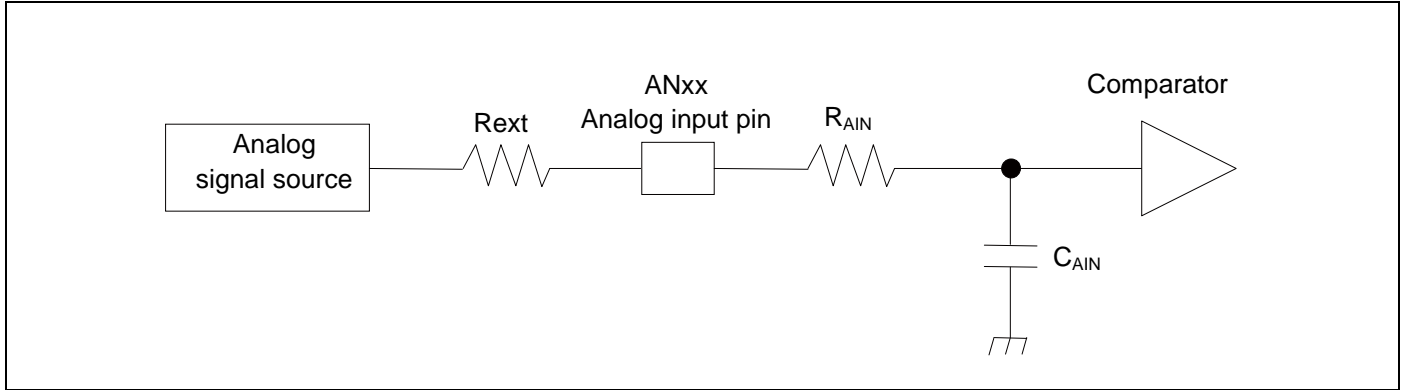 Analog
signal source
Rext
ANxx
Analog input pin
RAIN
Comparator
CAIN